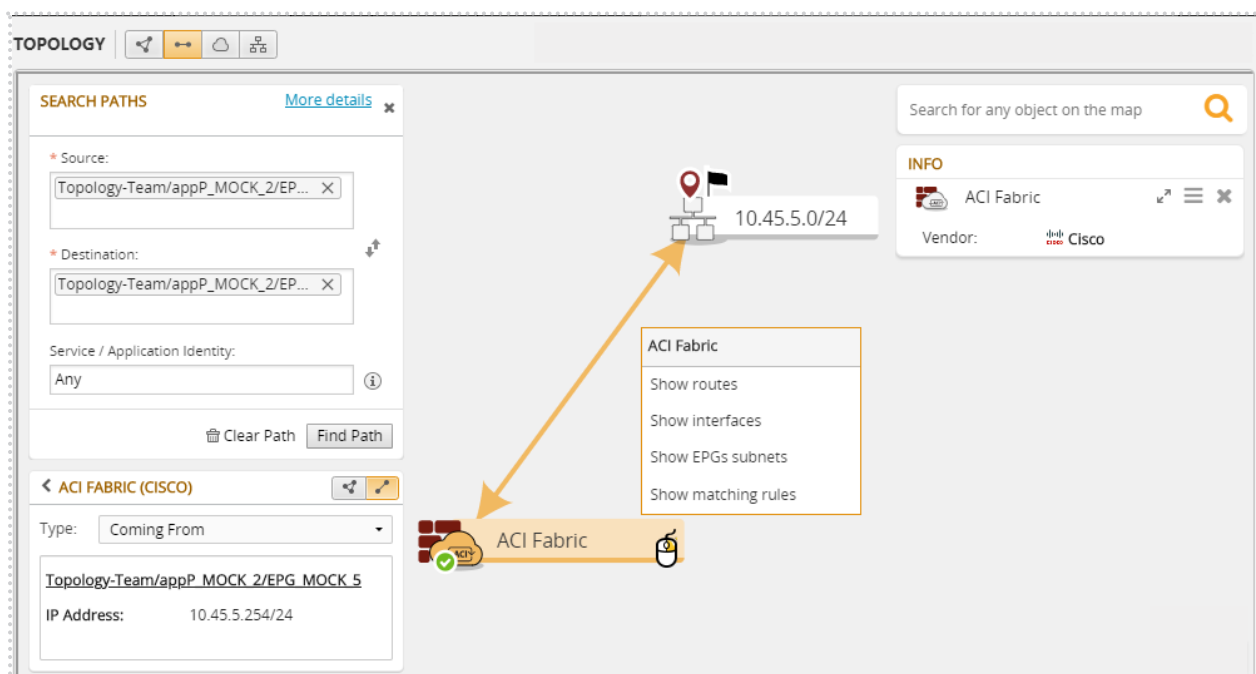 TOPOLOGY
SEARCH PATHS More details
* Source:
Topology-Team/appP_MOCK_2/EP...
* Destination:
Topology-Team/appP_MOCK_2/EP...
Service / Application Identity:
Any
Clear Path Find Path
ACI FABRIC (CISCO)
Type: Coming From
Topology-Team/appP_MOCK_2/EPG_MOCK_5
IP Address: 10.45.5.254/24
10.45.5.0/24
ACI Fabric
Show routes
Show interfaces
Show EPGs subnets
Show matching rules
ACI
ACI Fabric
Search for any object on the map
INFO
ACI Fabric
Vendor: CISCO Cisco